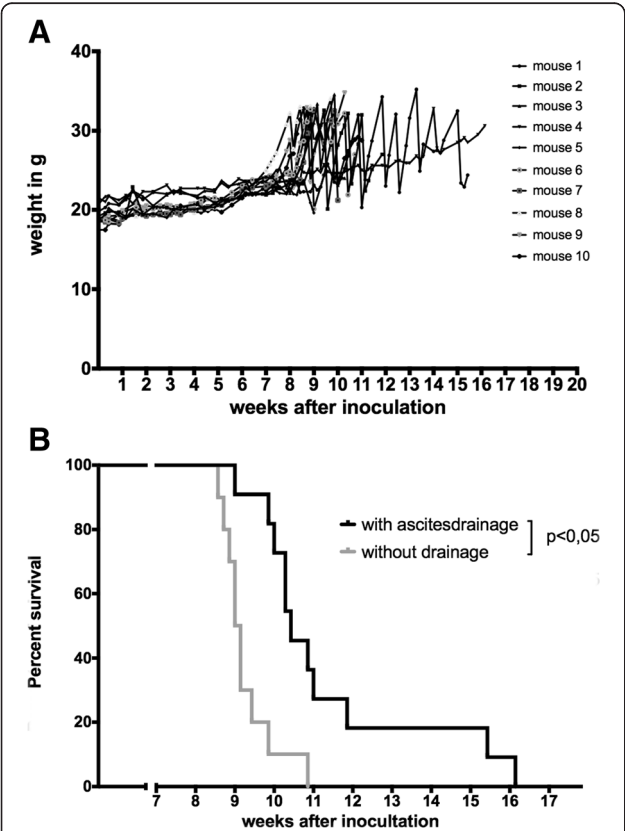 A
40
30
20
10
0
weight in g
mouse 1
mouse 2
mouse 3
mouse 4
mouse 5
mouse 6
mouse 7
mouse 8
mouse 9
mouse 10
1 2 3 4 5 6 7 8 9 10 11 12 13 14 15 16 17 18 19 20
weeks after inoculation
B
100
80
60
40
20
0
Percent survival
with ascitesdrainage
without drainage
p<0,05
7 8 9 10 11 12 13 14 15 16 17
weeks after inocultation